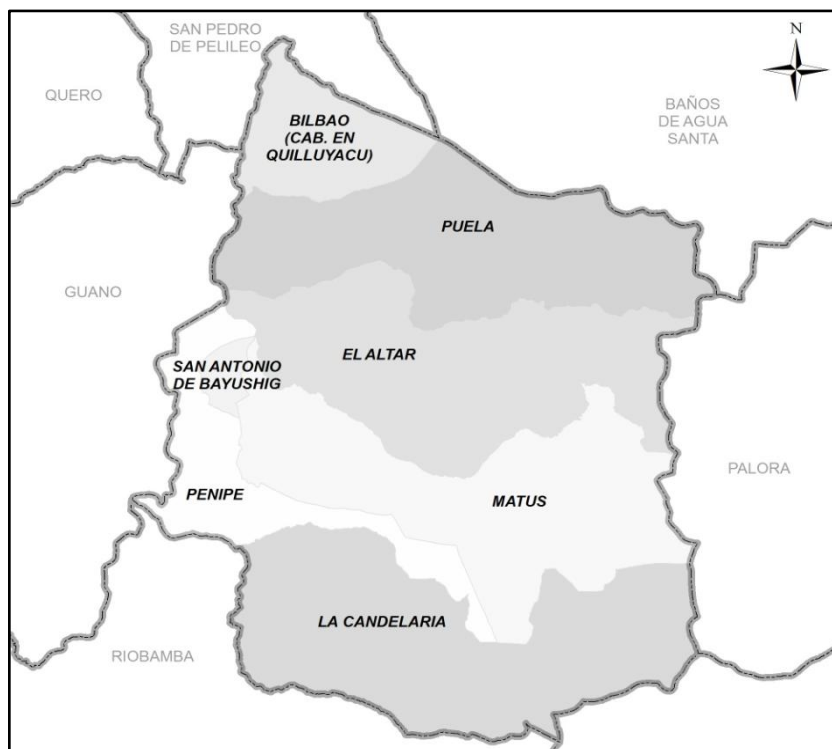 SAN PEDRO
DE PELILEO
N
QUERO
BAÑOS
DE AGUA
SANTA
BILBAO
(CAB. EN
QUILLUYACU)
PUELA
GUANO
EL ALTAR
SAN ANTONIO
DE BAYUSHIG
PALORA
PENIPE
MATUS
LA CANDELARIA
RIOBAMBA